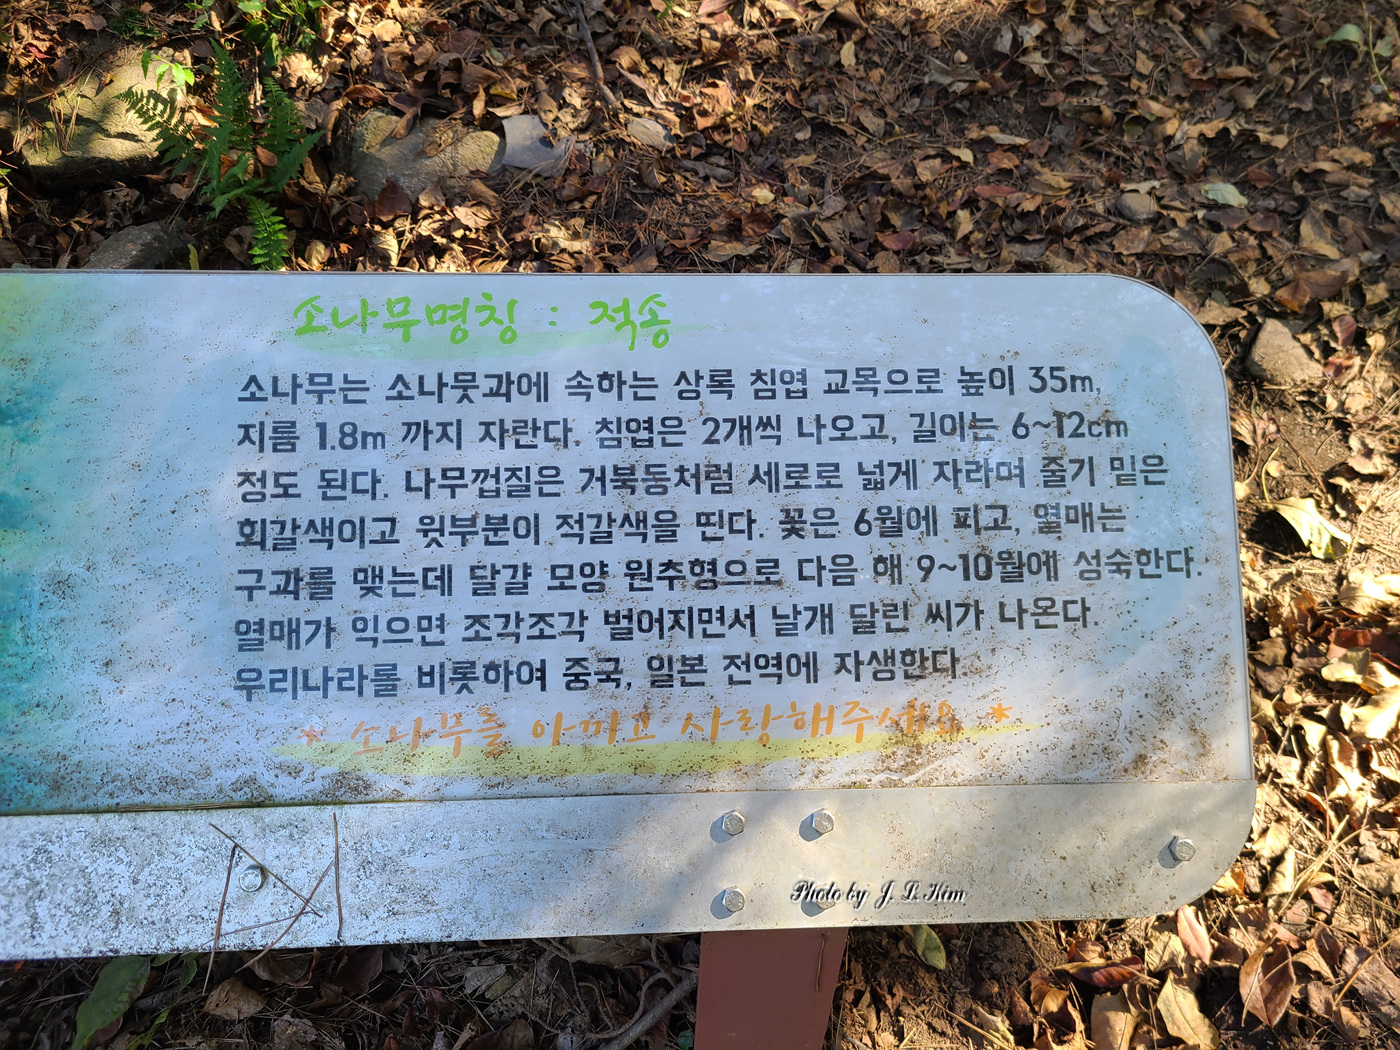 소나무명칭 : 적송
소나무는 소나뭇과에 속하는 상록 침엽 교목으로 높이 35m,
지름 1.8m 까지 자란다. 침엽은 2개씩 나오고, 길이는 6~12cm
정도 된다. 나무껍질은 거북등처럼 세로로 넓게 자라며 줄기 밑은
회갈색이고 윗부분이 적갈색을 띤다. 꽃은 6월에 피고, 열매는
구과를 맺는데 달걀 모양 원추형으로 다음 해 9~10월에 성숙한다.
열매가 익으면 조각조각 벌어지면서 날개 달린 씨가 나온다.
우리나라를 비롯하여 중국, 일본 전역에 자생한다
* 소나무를 아끼고 사랑해주세요 *
Photo by J. L. Kim